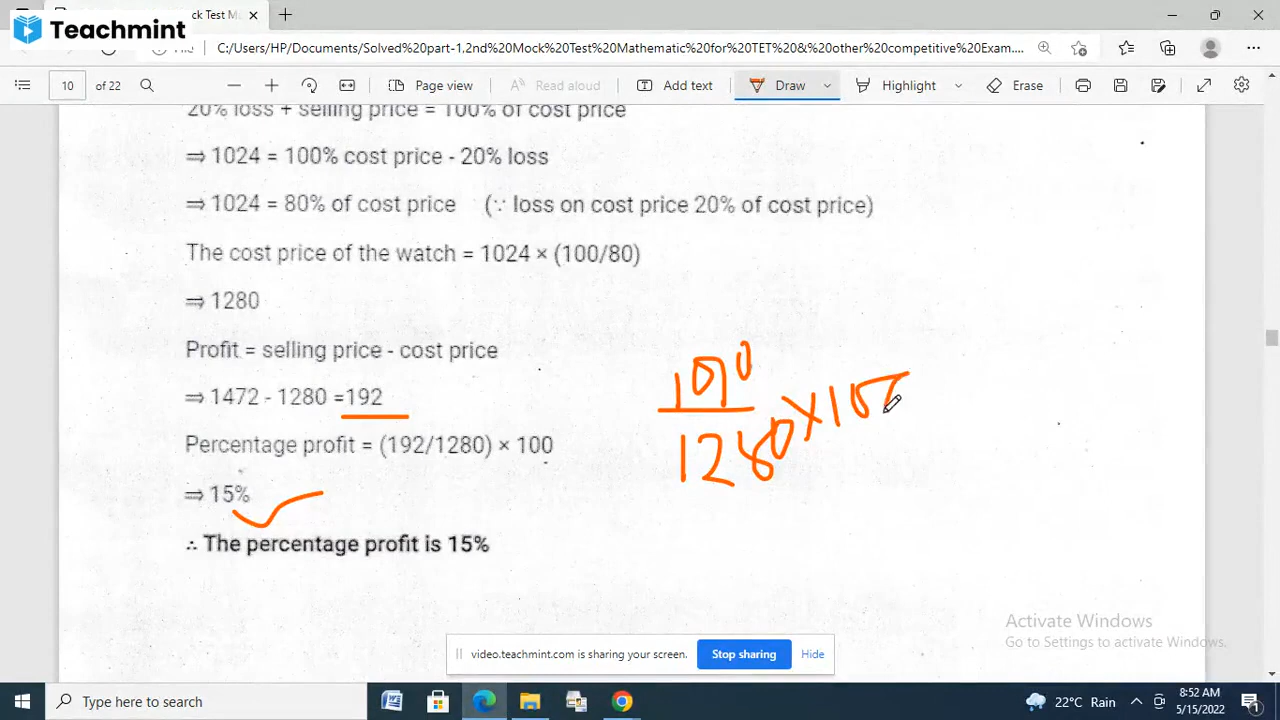 Teachmint
ck Test M
C:/Users/HP/Documents/Solved%20part-1,2nd%20Mock%20Test%20Mathematic%20for%20TET%20&%20other%20competitive%20Exam....
10 of 22
Page view
Read aloud
Add text
Draw
Highlight
Erase
20% loss + selling price = 100% of cost price
⇒ 1024 = 100% cost price - 20% loss
⇒ 1024 = 80% of cost price (∵ loss on cost price 20% of cost price)
The cost price of the watch = 1024 × (100/80)
⇒ 1280
Profit = selling price - cost price
⇒ 1472 - 1280 =192
Percentage profit = (192/1280) × 100
⇒ 15%
∴ The percentage profit is 15%
1280
Activate Windows
Go to Settings to activate Windows.
video.teachmint.com is sharing your screen.
Stop sharing
Hide
Type here to search
22°C Rain
8:52 AM
5/15/2022
1